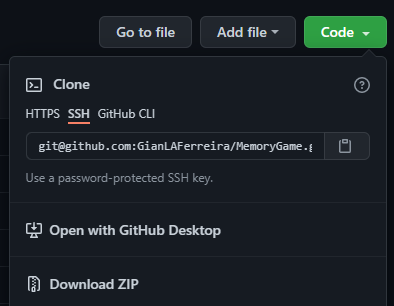 Go to file Add file Code
Clone
HTTPS SSH GitHub CLI
git@github.com:GianLAFerreira/MemoryGame.g
Use a password-protected SSH key.
Open with GitHub Desktop
Download ZIP